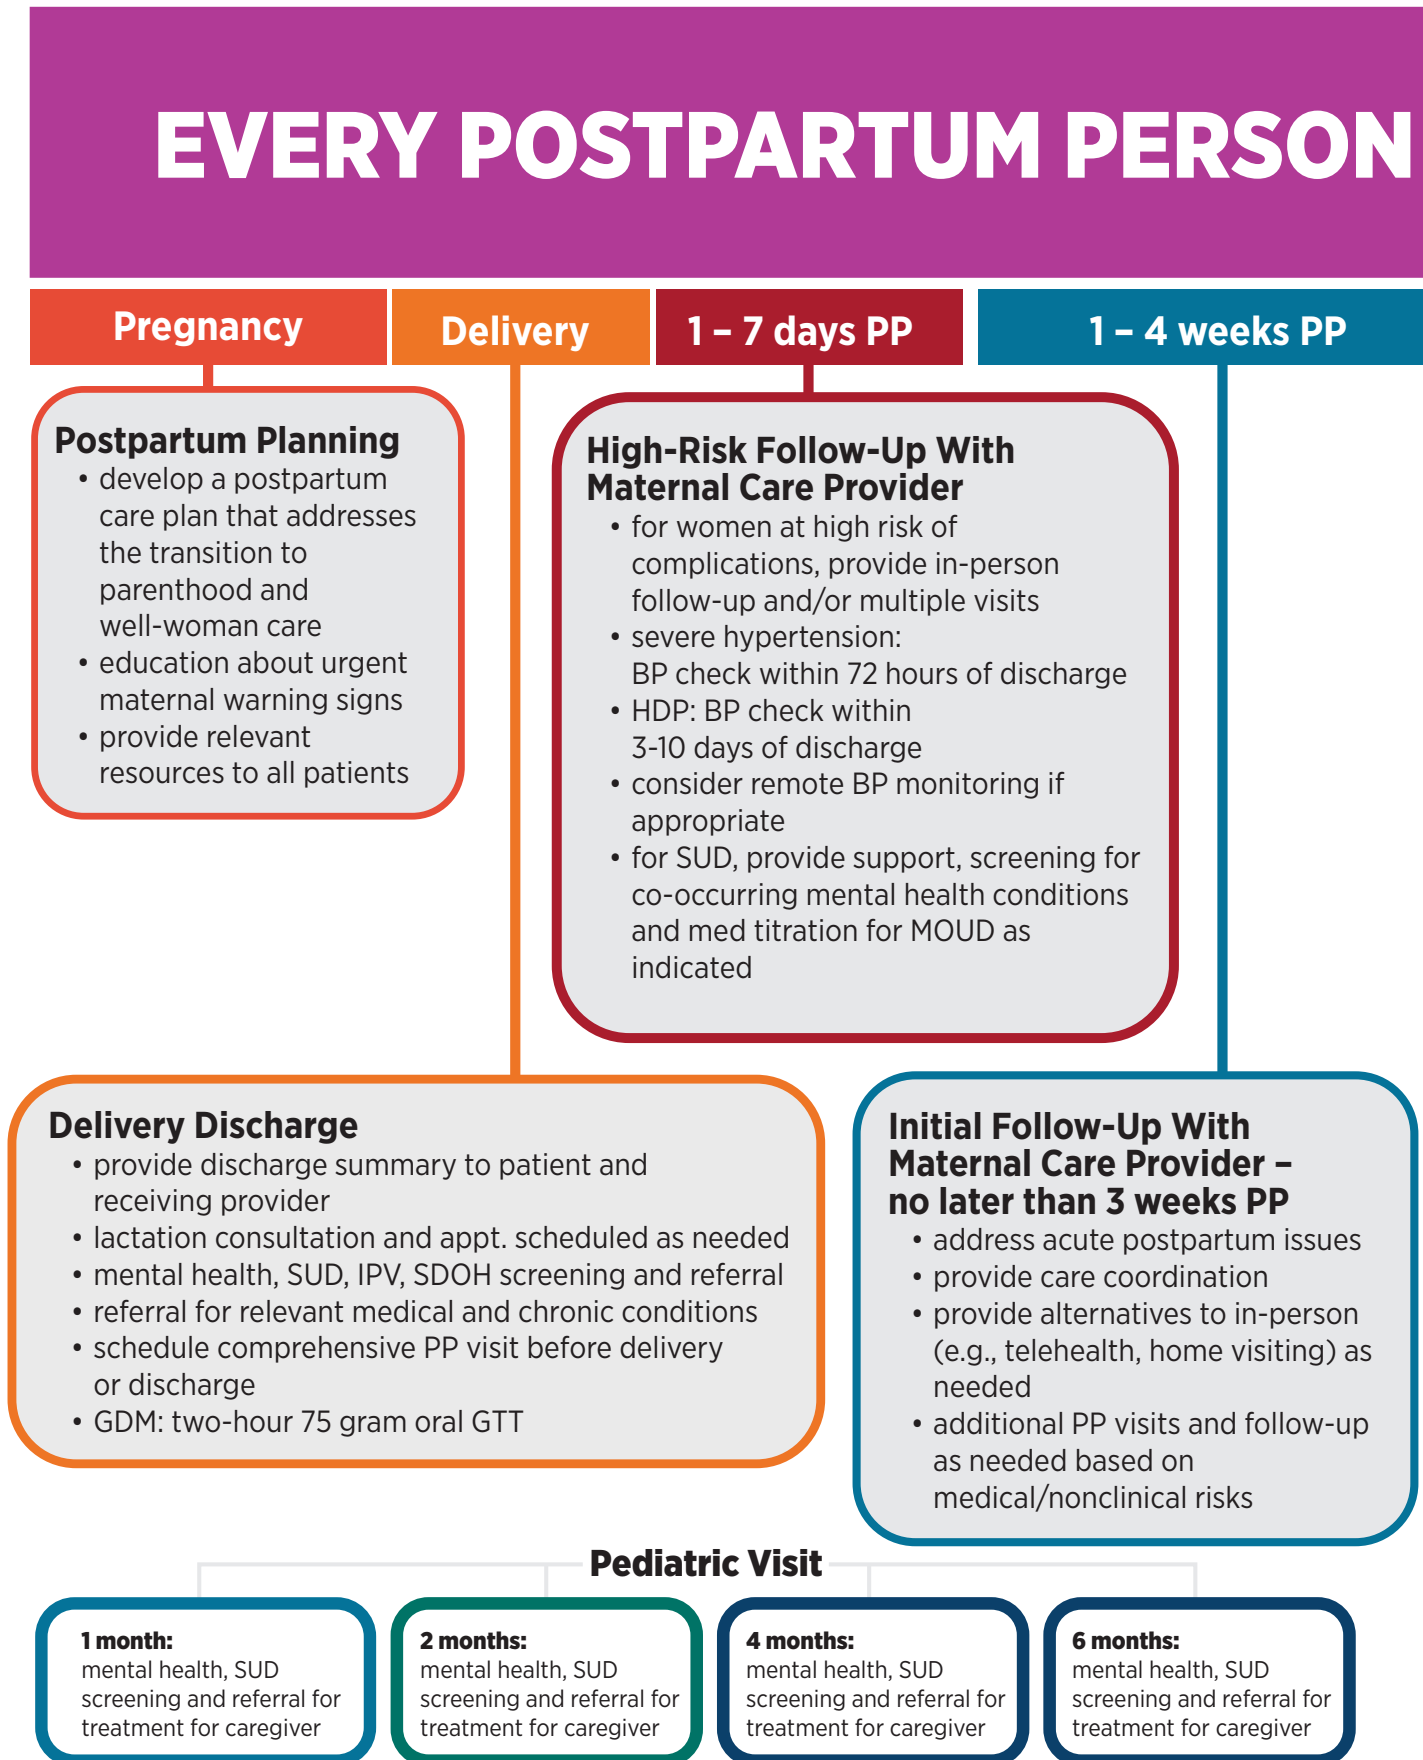 EVERY POSTPARTUM PERSON
Pregnancy
Delivery
1 – 7 days PP
1 – 4 weeks PP
Postpartum Planning
• develop a postpartum
care plan that addresses
the transition to
parenthood and
well-woman care
• education about urgent
maternal warning signs
• provide relevant
resources to all patients
High-Risk Follow-Up With
Maternal Care Provider
• for women at high risk of
complications, provide in-person
follow-up and/or multiple visits
• severe hypertension:
BP check within 72 hours of discharge
• HDP: BP check within
3-10 days of discharge
• consider remote BP monitoring if
appropriate
• for SUD, provide support, screening for
co-occurring mental health conditions
and med titration for MOUD as
indicated
Delivery Discharge
• provide discharge summary to patient and
receiving provider
• lactation consultation and appt. scheduled as needed
• mental health, SUD, IPV, SDOH screening and referral
• referral for relevant medical and chronic conditions
• schedule comprehensive PP visit before delivery
or discharge
• GDM: two-hour 75 gram oral GTT
Initial Follow-Up With
Maternal Care Provider –
no later than 3 weeks PP
• address acute postpartum issues
• provide care coordination
• provide alternatives to in-person
(e.g., telehealth, home visiting) as
needed
• additional PP visits and follow-up
as needed based on
medical/nonclinical risks
Pediatric Visit
1 month:
mental health, SUD
screening and referral for
treatment for caregiver
2 months:
mental health, SUD
screening and referral for
treatment for caregiver
4 months:
mental health, SUD
screening and referral for
treatment for caregiver
6 months:
mental health, SUD
screening and referral for
treatment for caregiver